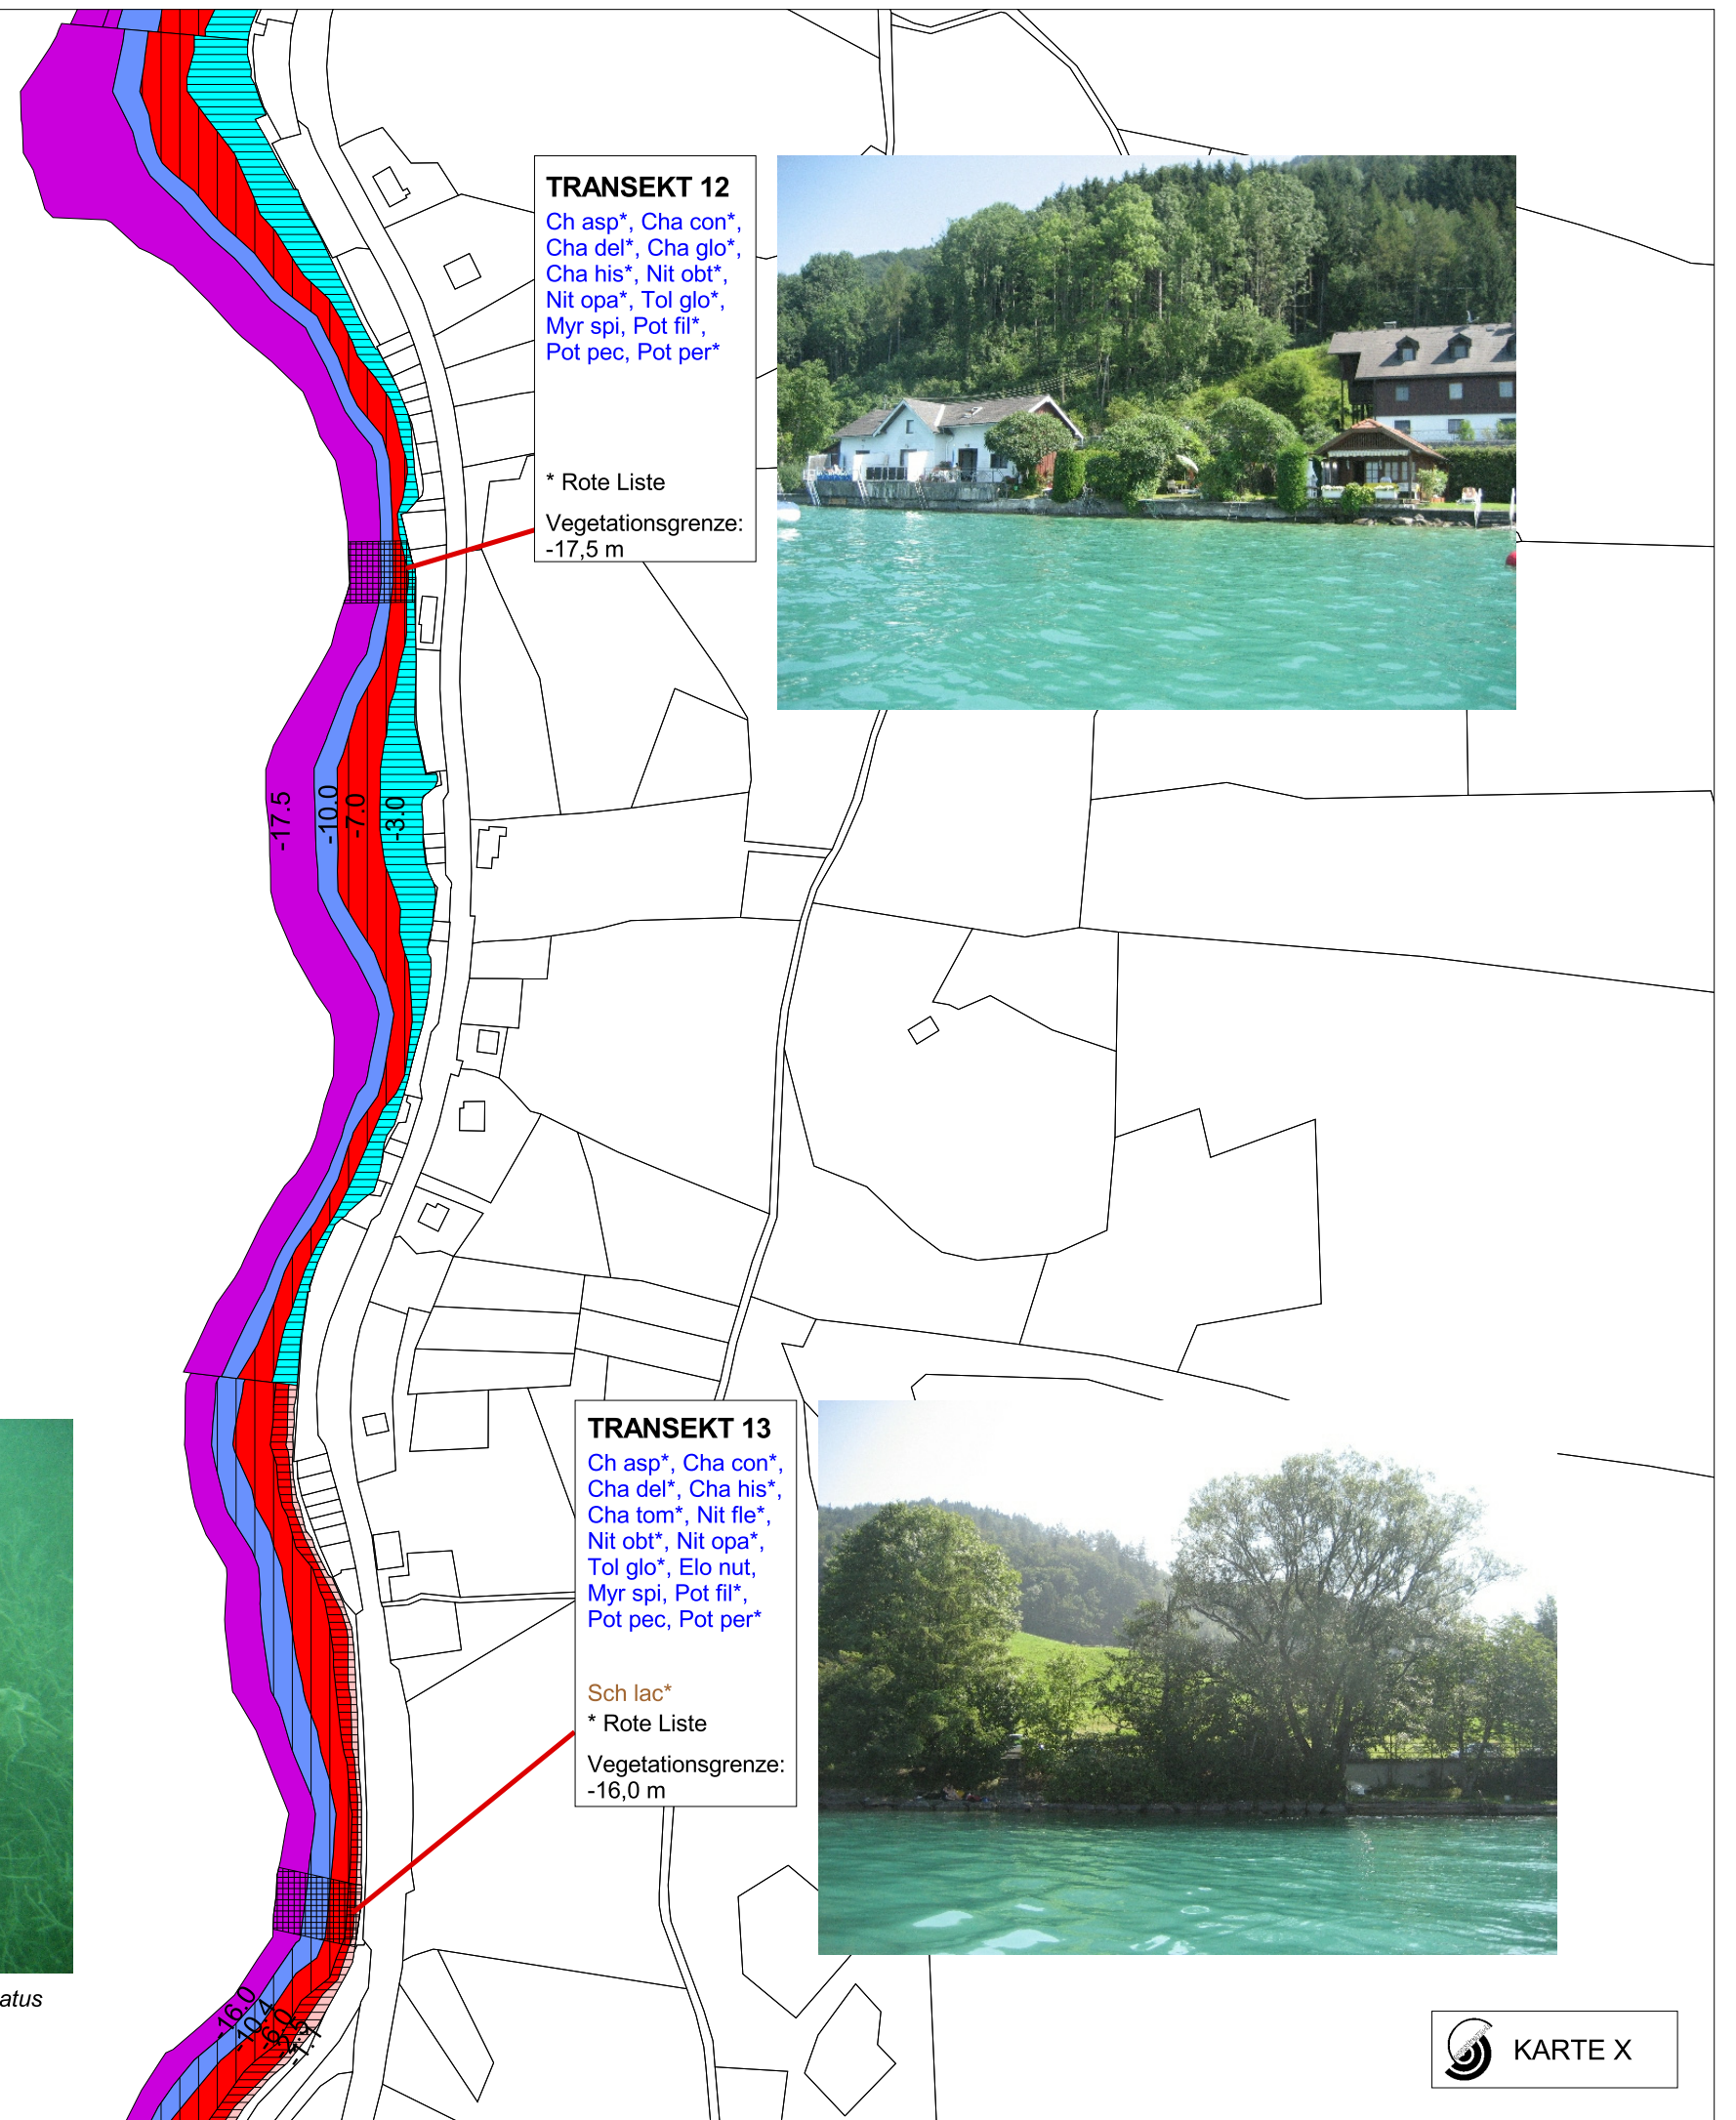 TRANSEKT 12
Ch asp*, Cha con*,
Cha del*, Cha glo*,
Cha his*, Nit obt*,
Nit opa*, Tol glo*,
Myr spi, Pot fil*,
Pot pec, Pot per*
* Rote Liste
Vegetationsgrenze:
-17,5 m
-17.5
-10.0
-7.0
-3.0
TRANSEKT 13
Ch asp*, Cha con*,
Cha del*, Cha his*,
Cha tom*, Nit fle*,
Nit obt*, Nit opa*,
Tol glo*, Elo nut,
Myr spi, Pot fil*,
Pot pec, Pot per*
Sch lac*
* Rote Liste
Vegetationsgrenze:
-16,0 m
atus
-16.0
-10.4
-6.0
KARTE X